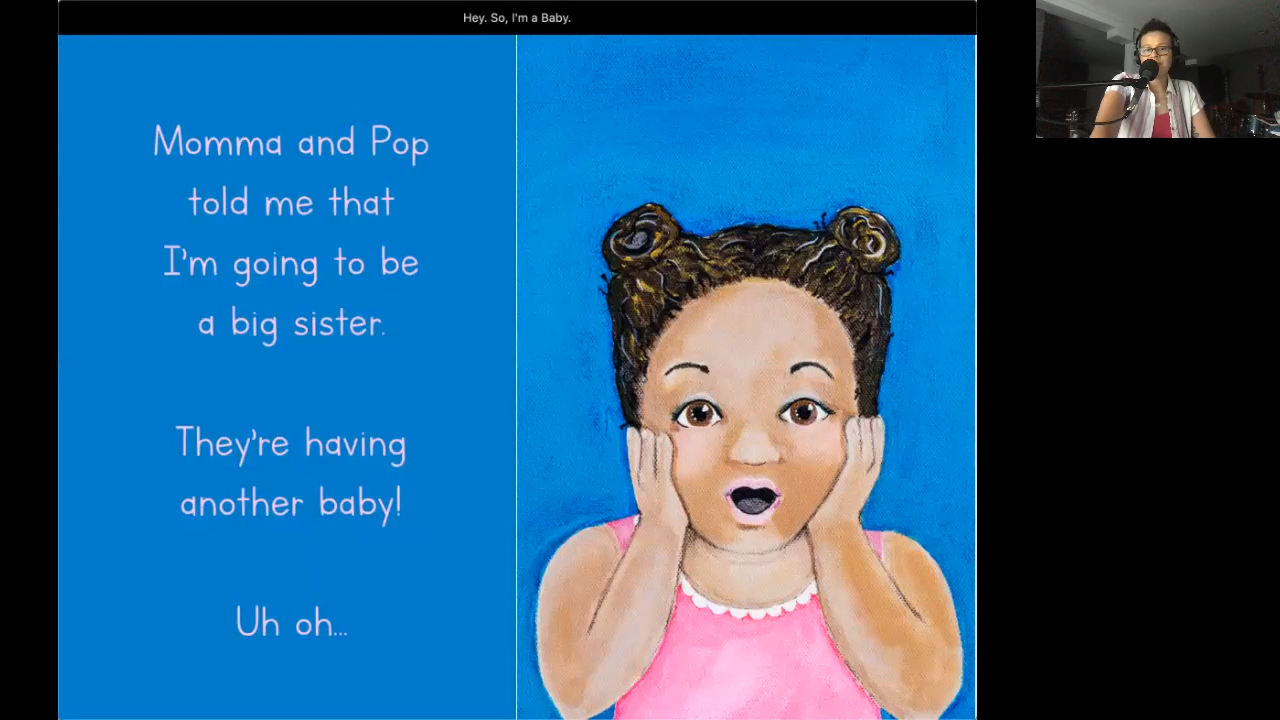 Hey. So, I'm a Baby.
Momma and Pop
told me that
I'm going to be
a big sister.
They're having
another baby!
Uh oh...